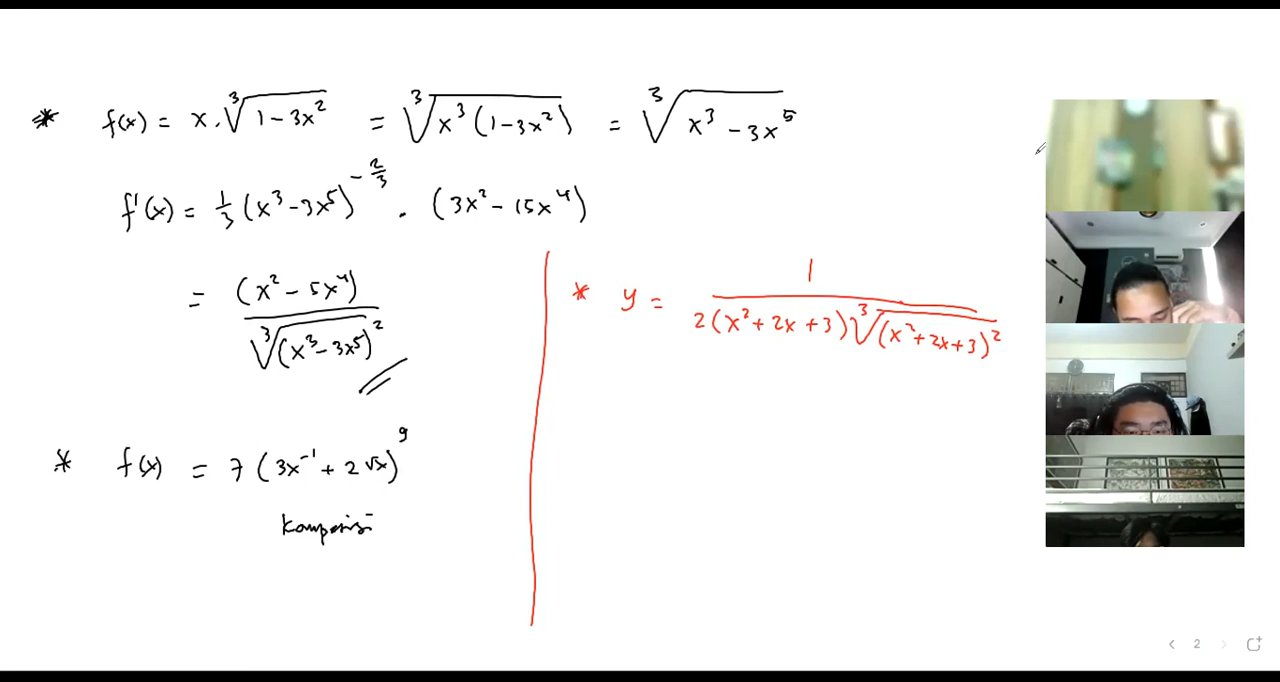 * f(x) = x . ∛(1 - 3x²) = ∛(x³ (1 - 3x²)) = ∛(x³ - 3x⁵)
f'(x) = 1/3 (x³ - 3x⁵)^(-2/3) . (3x² - 15x⁴)
= (x² - 5x⁴) / ∛((x³ - 3x⁵)²)
* f(x) = 7 (3x⁻¹ + 2√x)⁹
komposisi
* y = 1 / (2(x² + 2x + 3) ∛((x² + 2x + 3)²))
2